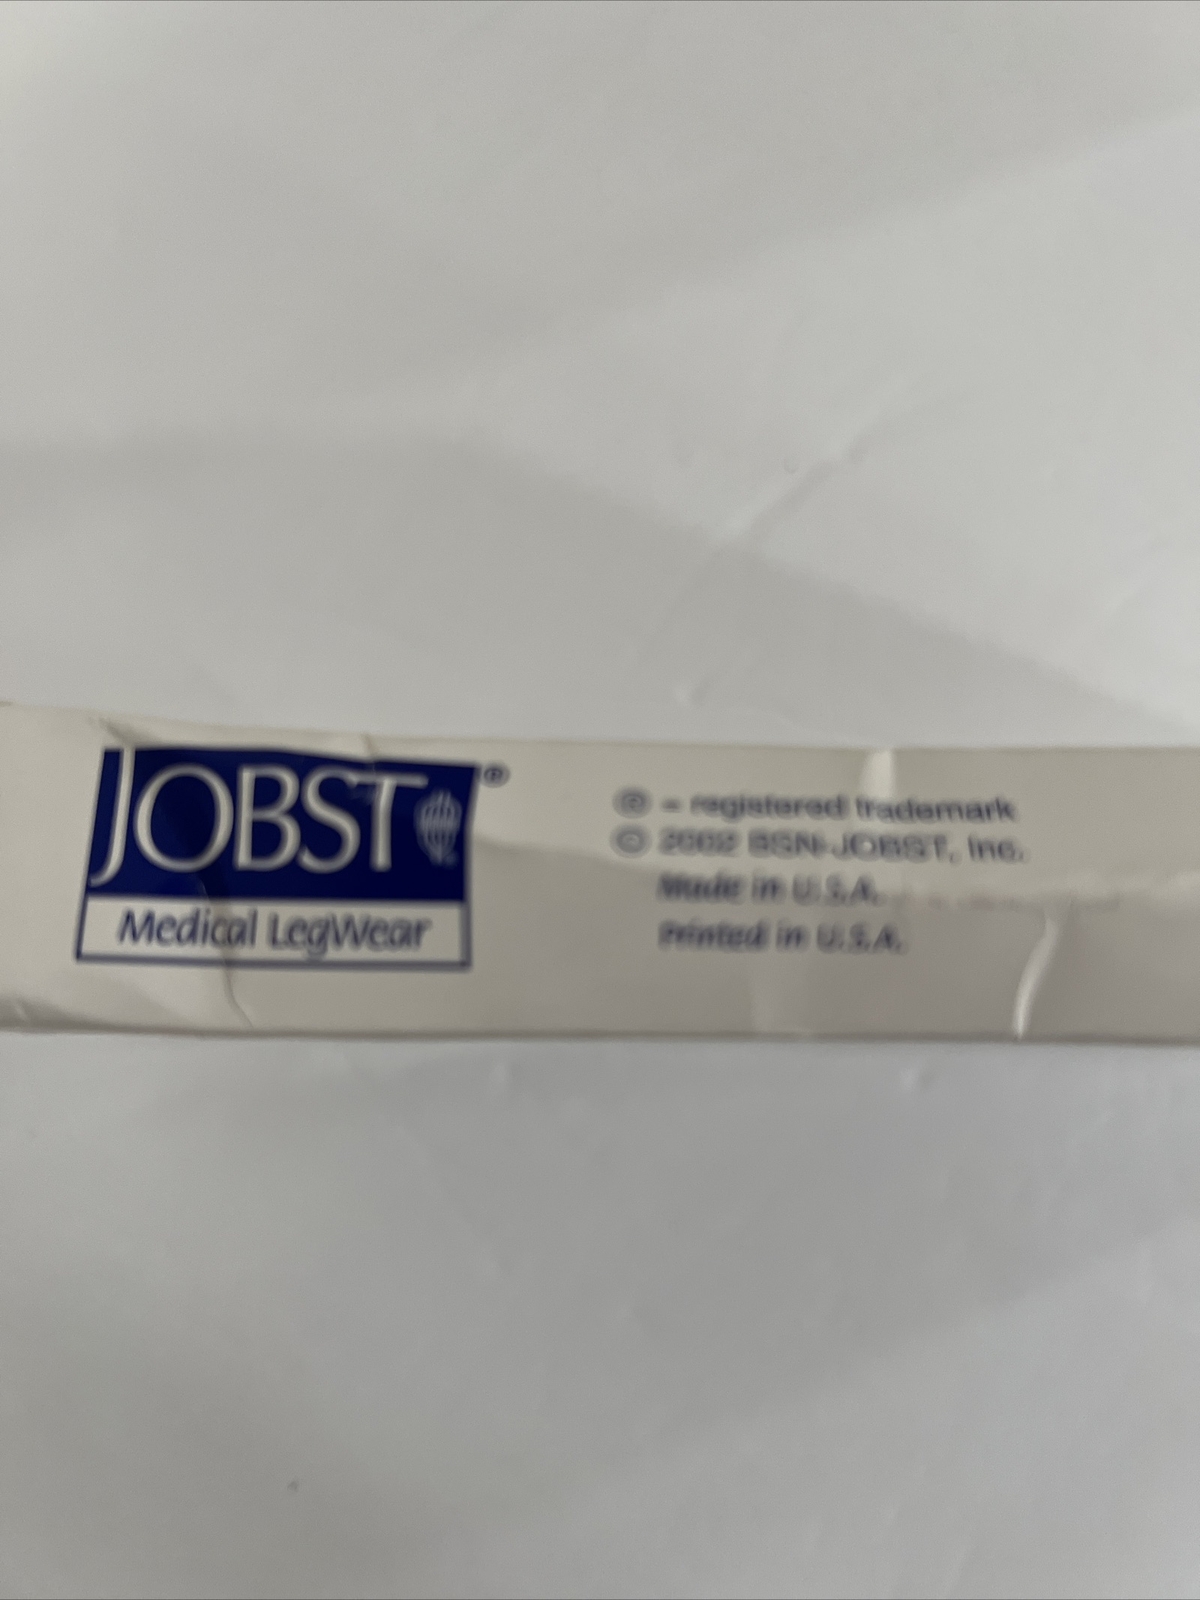 JOBST®
Medical LegWear
® = registered trademark
© 2002 BSN-JOBST, Inc.
Made in U.S.A.
Printed in U.S.A.